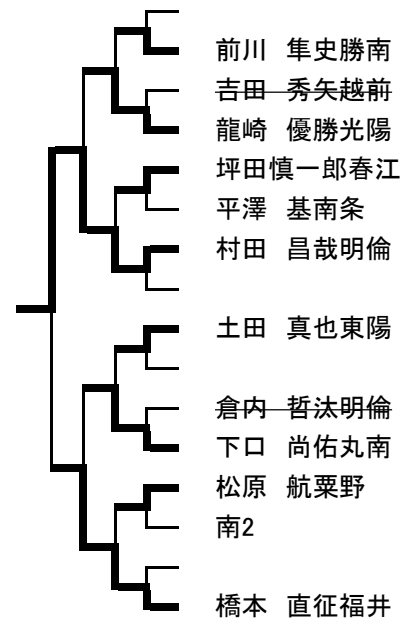 前川 隼史勝南
吉田 秀矢越前
龍崎 優勝光陽
坪田慎一郎春江
平澤 基南条
村田 昌哉明倫
土田 真也東陽
倉内 哲汰明倫
下口 尚佑丸南
松原 航粟野
南2
橋本 直征福井